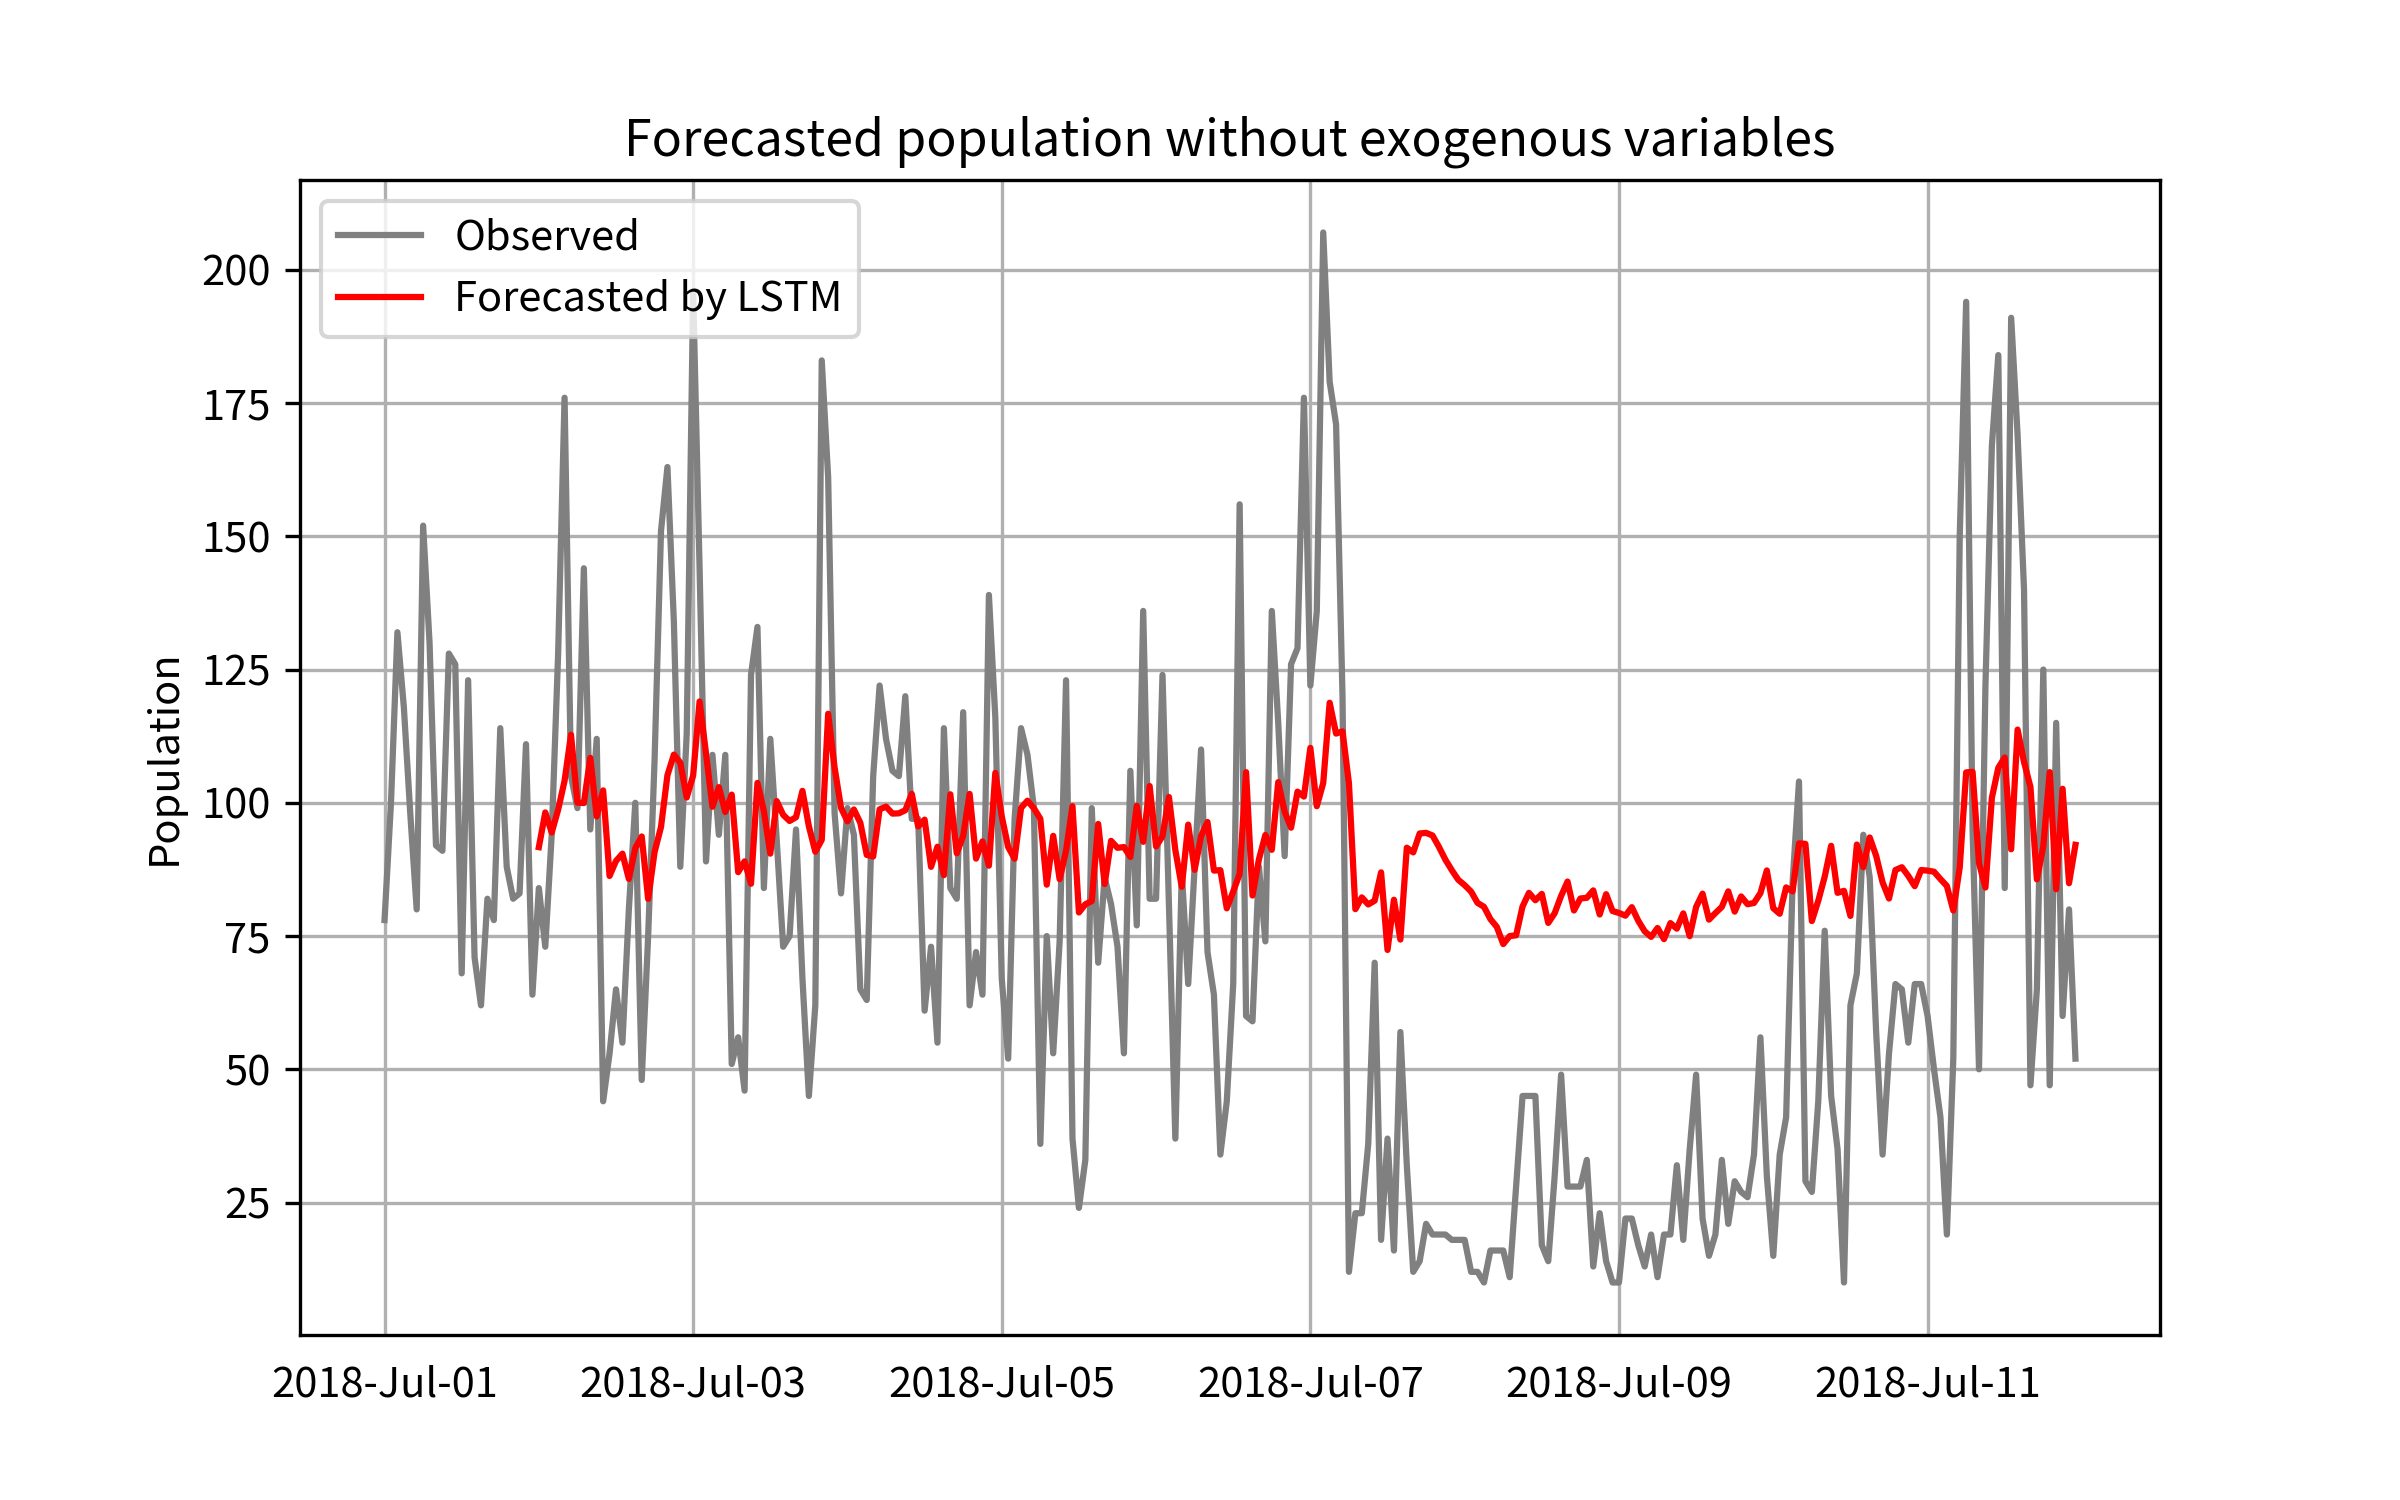 Forecasted population without exogenous variables
Observed
Forecasted by LSTM
Population
200
175
150
125
100
75
50
25
2018-Jul-01 2018-Jul-03 2018-Jul-05 2018-Jul-07 2018-Jul-09 2018-Jul-11